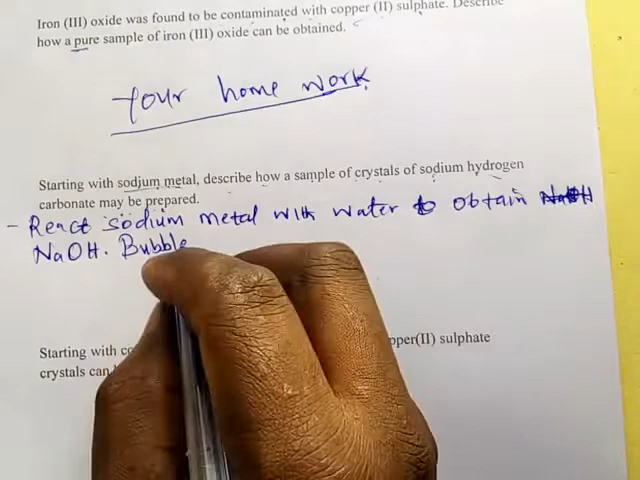 Iron (III) oxide was found to be contaminated with copper (II) sulphate. Describe
how a pure sample of iron (III) oxide can be obtained.
Your home work.
Starting with sodium metal, describe how a sample of crystals of sodium hydrogen
carbonate may be prepared.
- React sodium metal with water to obtain
NaOH. Bubble
Starting with pper(II) sulphate
crystals can